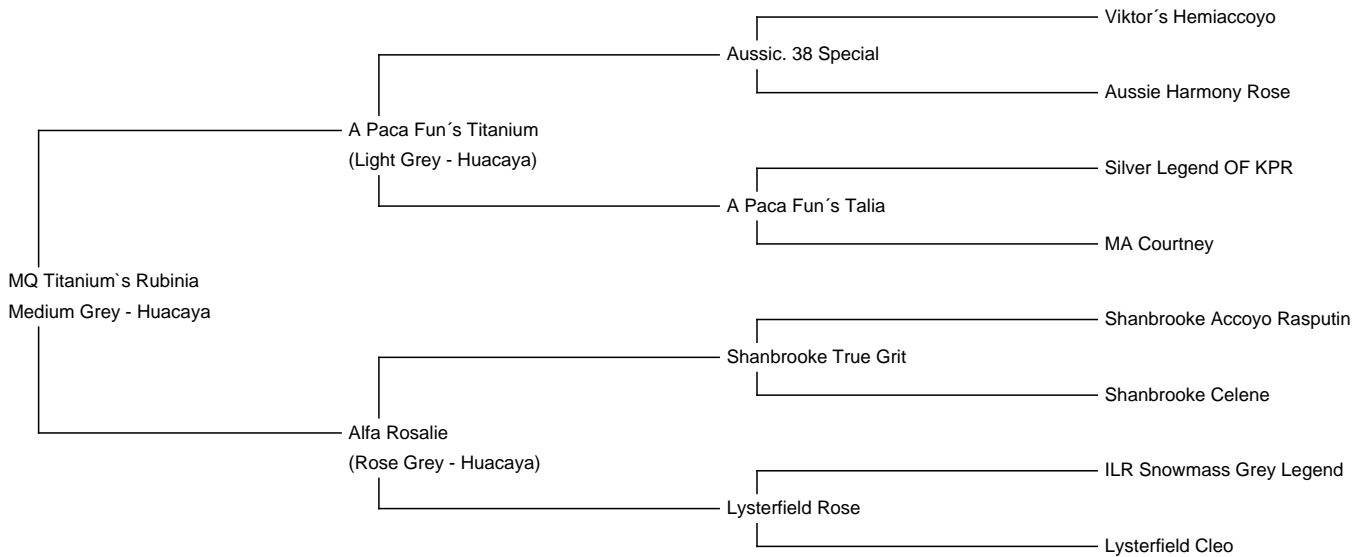 Viktor´s Hemiaccoyo
Aussic. 38 Special
Aussie Harmony Rose
A Paca Fun´s Titanium
(Light Grey - Huacaya)
Silver Legend OF KPR
A Paca Fun´s Talia
MA Courtney
MQ Titanium`s Rubinia
Medium Grey - Huacaya
Shanbrooke Accoyo Rasputin
Shanbrooke True Grit
Shanbrooke Celene
Alfa Rosalie
(Rose Grey - Huacaya)
ILR Snowmass Grey Legend
Lysterfield Rose
Lysterfield Cleo